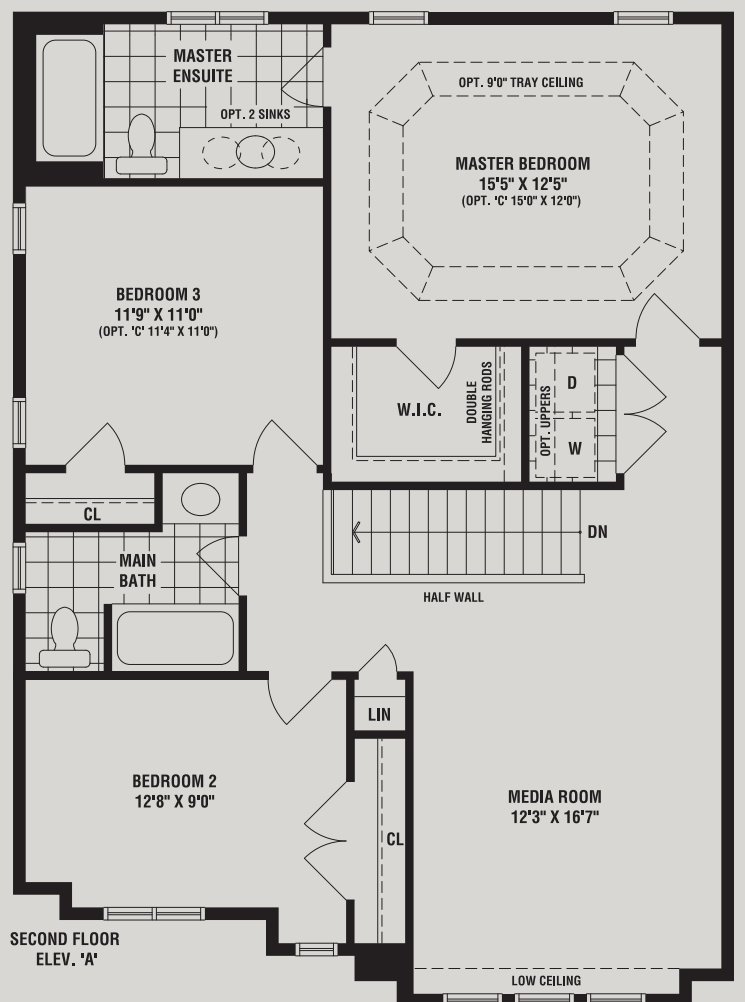 MASTER
ENSUITE
OPT. 2 SINKS
OPT. 9'0" TRAY CEILING
MASTER BEDROOM
15'5" X 12'5"
(OPT. 'C' 15'0" X 12'0")
BEDROOM 3
11'9" X 11'0"
(OPT. 'C' 11'4" X 11'0")
W.I.C.
DOUBLE
HANGING RODS
OPT. UPPERS
D
W
CL
DN
MAIN
BATH
HALF WALL
LIN
BEDROOM 2
12'8" X 9'0"
CL
MEDIA ROOM
12'3" X 16'7"
SECOND FLOOR
ELEV. 'A'
LOW CEILING